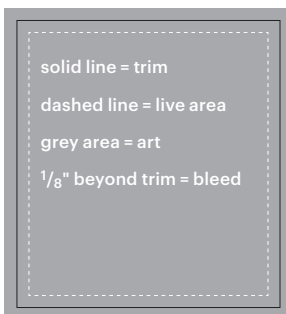 solid line = trim
dashed line = live area
grey area = art
1/8" beyond trim = bleed